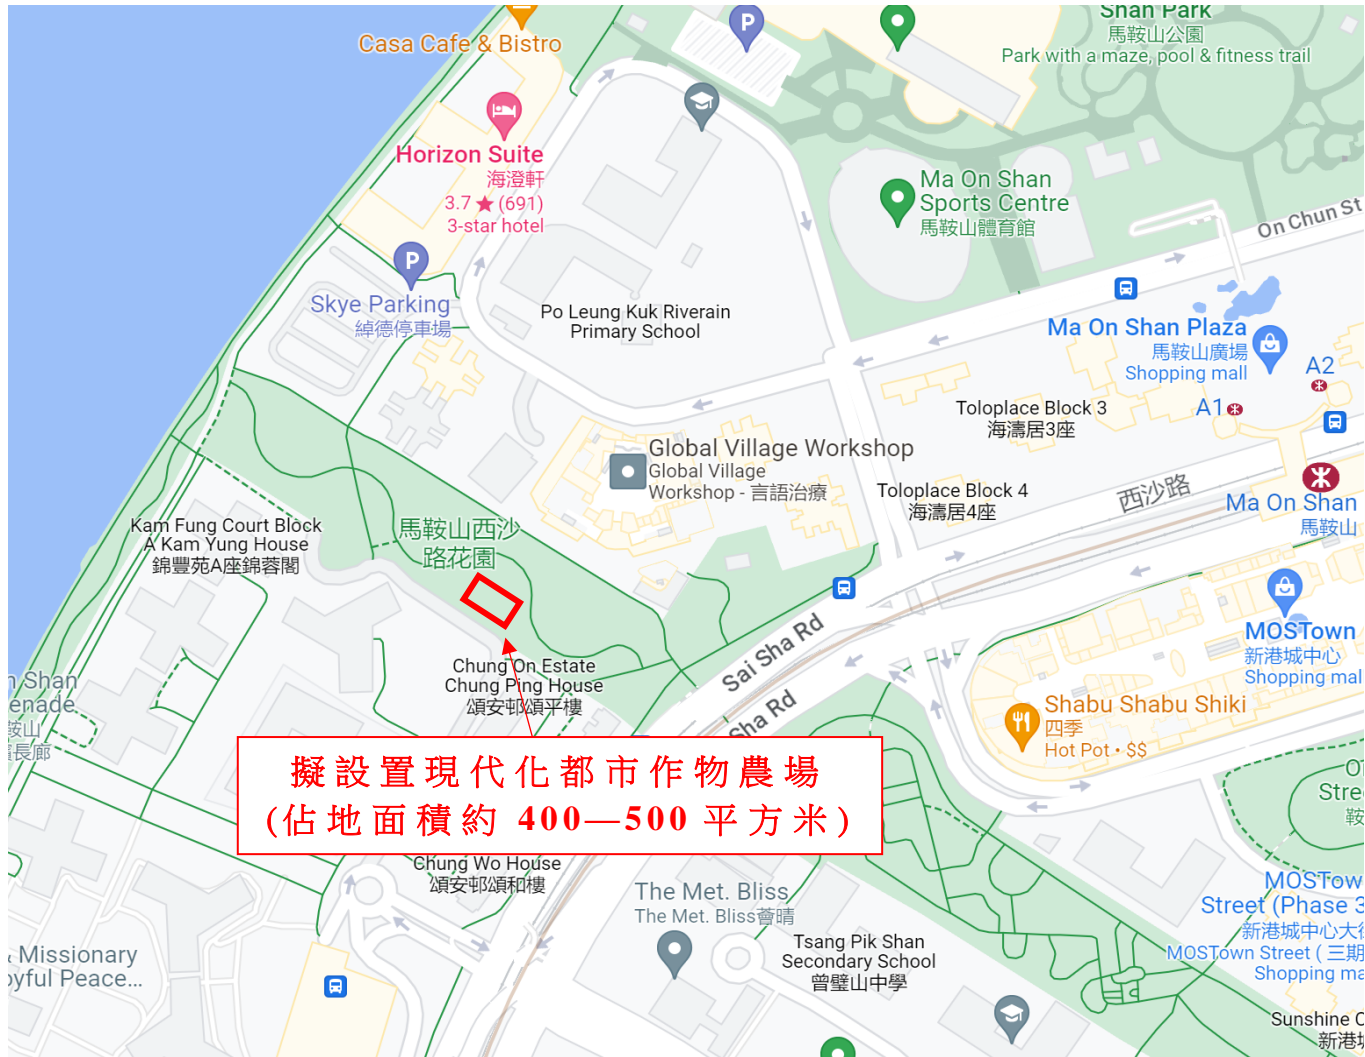 Casa Cafe & Bistro
P
Shan Park
馬鞍山公園
Park with a maze, pool & fitness trail
Horizon Suite
海澄軒
3.7 ★ (691)
3-star hotel
Ma On Shan
Sports Centre
馬鞍山體育館
On Chun St
P
Skye Parking
綽德停車場
Po Leung Kuk Riverain
Primary School
Ma On Shan Plaza
馬鞍山廣場
Shopping mall
A2
A1
Toloplace Block 3
海濤居3座
Global Village Workshop
Global Village
Workshop - 言語治療
Toloplace Block 4
海濤居4座
西沙路
Ma On Shan
馬鞍山
Kam Fung Court Block
A Kam Yung House
錦豐苑A座錦蓉閣
馬鞍山西沙
路花園
Sai Sha Rd
Sha Rd
MOSTown
新港城中心
Shopping mal
Chung On Estate
Chung Ping House
頌安邨頌平樓
n Shan
enade
鞍山
長廊
Shabu Shabu Shiki
四季
Hot Pot • $$
擬設置現代化都市作物農場
(佔地面積約 400—500 平方米)
Stree
鞍
Chung Wo House
頌安邨頌和樓
The Met. Bliss
The Met. Bliss薈晴
MOSTow
Street (Phase 3
新港城中心大街
MOSTown Street ( 三期
Shopping ma
Tsang Pik Shan
Secondary School
曾璧山中學
Missionary
oyful Peace...
Sunshine C
新港城